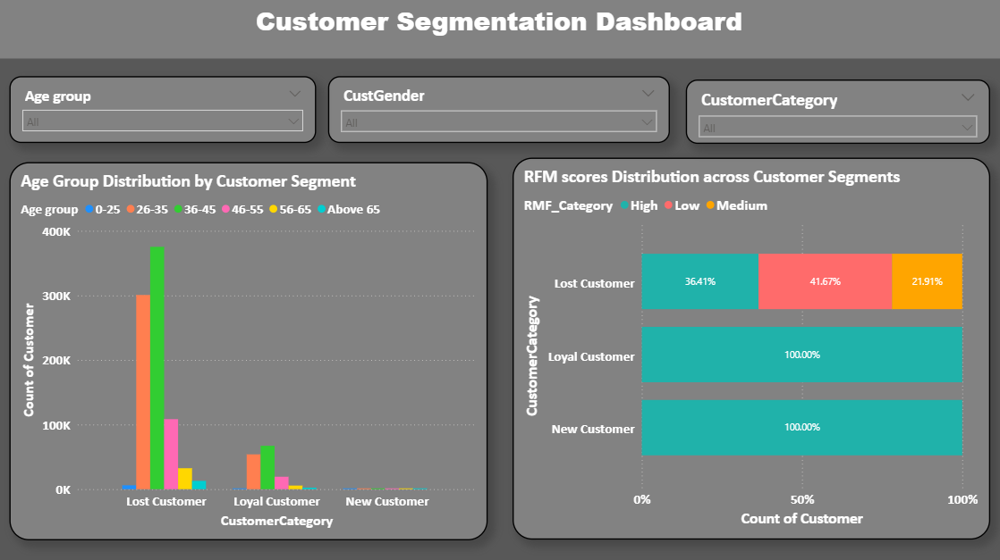 Customer Segmentation Dashboard
Age group
All
CustGender
All
CustomerCategory
All
Age Group Distribution by Customer Segment
Age group 0-25 26-35 36-45 46-55 56-65 Above 65
400K
300K
200K
100K
0K
Count of Customer
Lost Customer Loyal Customer New Customer
CustomerCategory
RFM scores Distribution across Customer Segments
RMF_Category High Low Medium
CustomerCategory
Lost Customer 36.41% 41.67% 21.91%
Loyal Customer 100.00%
New Customer 100.00%
0% 50% 100%
Count of Customer